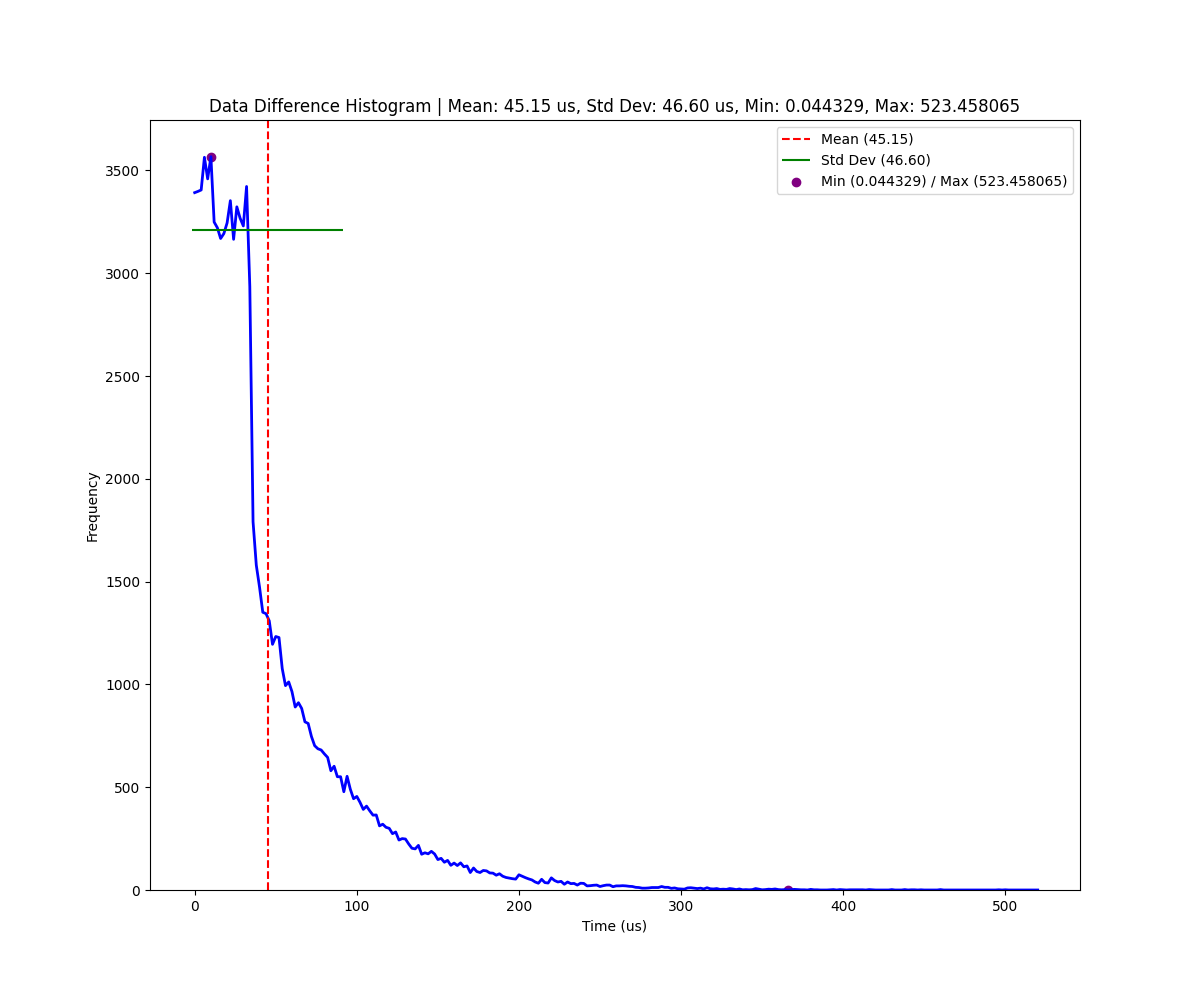 Data Difference Histogram | Mean: 45.15 us, Std Dev: 46.60 us, Min: 0.044329, Max: 523.458065
Mean (45.15)
Std Dev (46.60)
Min (0.044329) / Max (523.458065)
Frequency
3500
3000
2500
2000
1500
1000
500
0
0 100 200 300 400 500
Time (us)